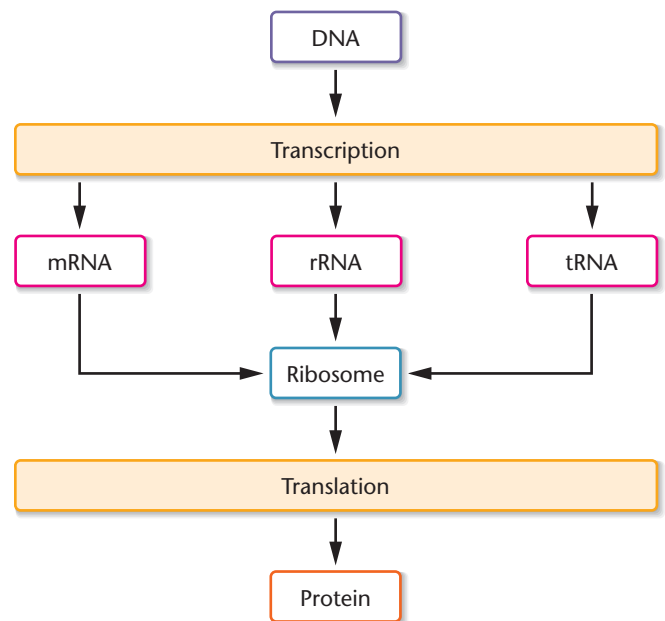 DNA
Transcription
mRNA
rRNA
tRNA
Ribosome
Translation
Protein